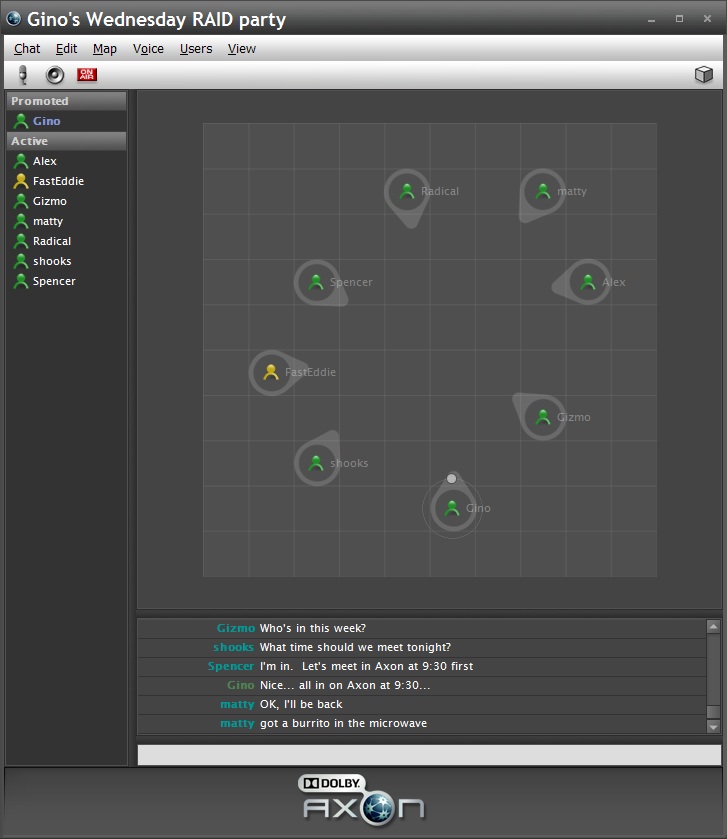 Gino's Wednesday RAID party
Chat Edit Map Voice Users View
ON AIR
Promoted
Gino
Active
Alex
FastEddie
Gizmo
matty
Radical
shooks
Spencer
Radical
matty
Spencer
Alex
FastEddie
Gizmo
shooks
Gino
Gizmo Who's in this week?
shooks What time should we meet tonight?
Spencer I'm in. Let's meet in Axon at 9:30 first
Gino Nice... all in on Axon at 9:30...
matty OK, I'll be back
matty got a burrito in the microwave
DOLBY
AXON